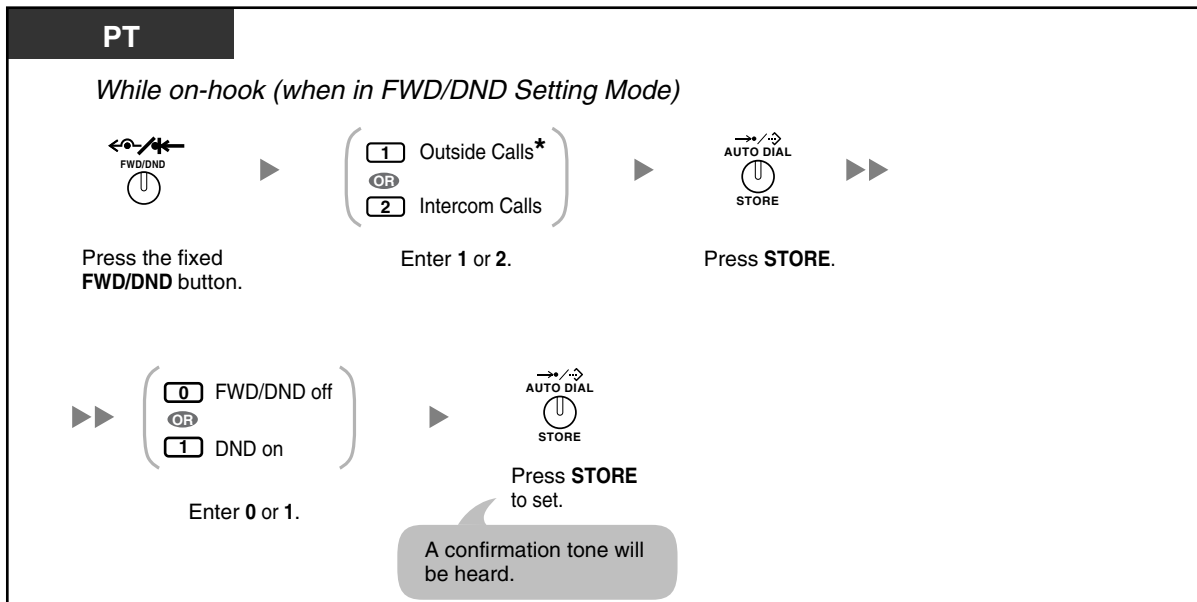 PT
While on-hook (when in FWD/DND Setting Mode)
FWD/DND
1 Outside Calls*
OR
2 Intercom Calls
AUTO DIAL
STORE
Press the fixed
FWD/DND button.
Enter 1 or 2.
Press STORE.
0 FWD/DND off
OR
1 DND on
AUTO DIAL
STORE
Enter 0 or 1.
Press STORE
to set.
A confirmation tone will
be heard.